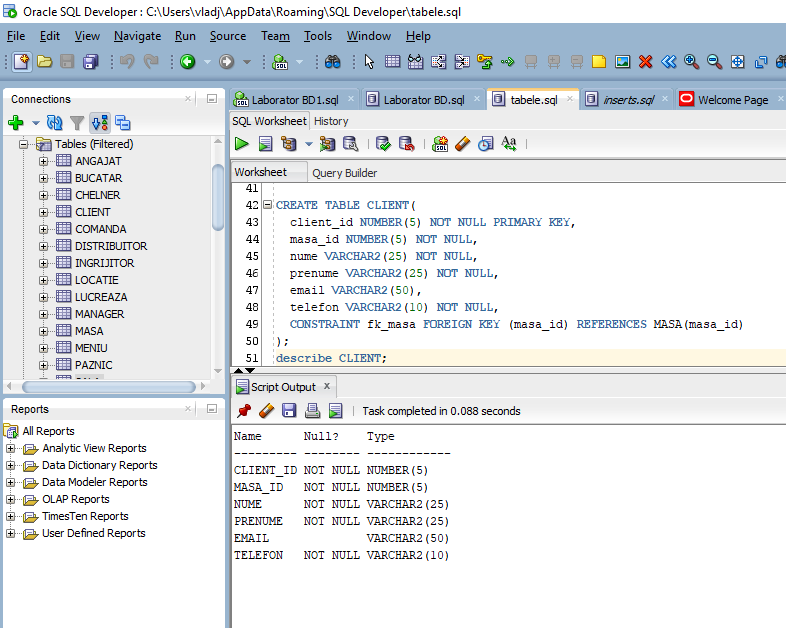 Oracle SQL Developer : C:\Users\vladj\AppData\Roaming\SQL Developer\tabele.sql
File Edit View Navigate Run Source Team Tools Window Help
Connections
Tables (Filtered)
ANGAJAT
BUCATAR
CHELNER
CLIENT
COMANDA
DISTRIBUITOR
INGRIJITOR
LOCATIE
LUCREAZA
MANAGER
MASA
MENIU
PAZNIC
Reports
All Reports
Analytic View Reports
Data Dictionary Reports
Data Modeler Reports
OLAP Reports
TimesTen Reports
User Defined Reports
Laborator BD1.sql Laborator BD.sql tabele.sql inserts.sql Welcome Page
SQL Worksheet History
Aa
Worksheet Query Builder
41
42 CREATE TABLE CLIENT(
43 client_id NUMBER(5) NOT NULL PRIMARY KEY,
44 masa_id NUMBER(5) NOT NULL,
45 nume VARCHAR2(25) NOT NULL,
46 prenume VARCHAR2(25) NOT NULL,
47 email VARCHAR2(50),
48 telefon VARCHAR2(10) NOT NULL,
49 CONSTRAINT fk_masa FOREIGN KEY (masa_id) REFERENCES MASA(masa_id)
50 );
51 describe CLIENT;
Script Output
Task completed in 0.088 seconds
Name Null? Type
--------- -------- ------------
CLIENT_ID NOT NULL NUMBER(5)
MASA_ID NOT NULL NUMBER(5)
NUME NOT NULL VARCHAR2(25)
PRENUME NOT NULL VARCHAR2(25)
EMAIL VARCHAR2(50)
TELEFON NOT NULL VARCHAR2(10)